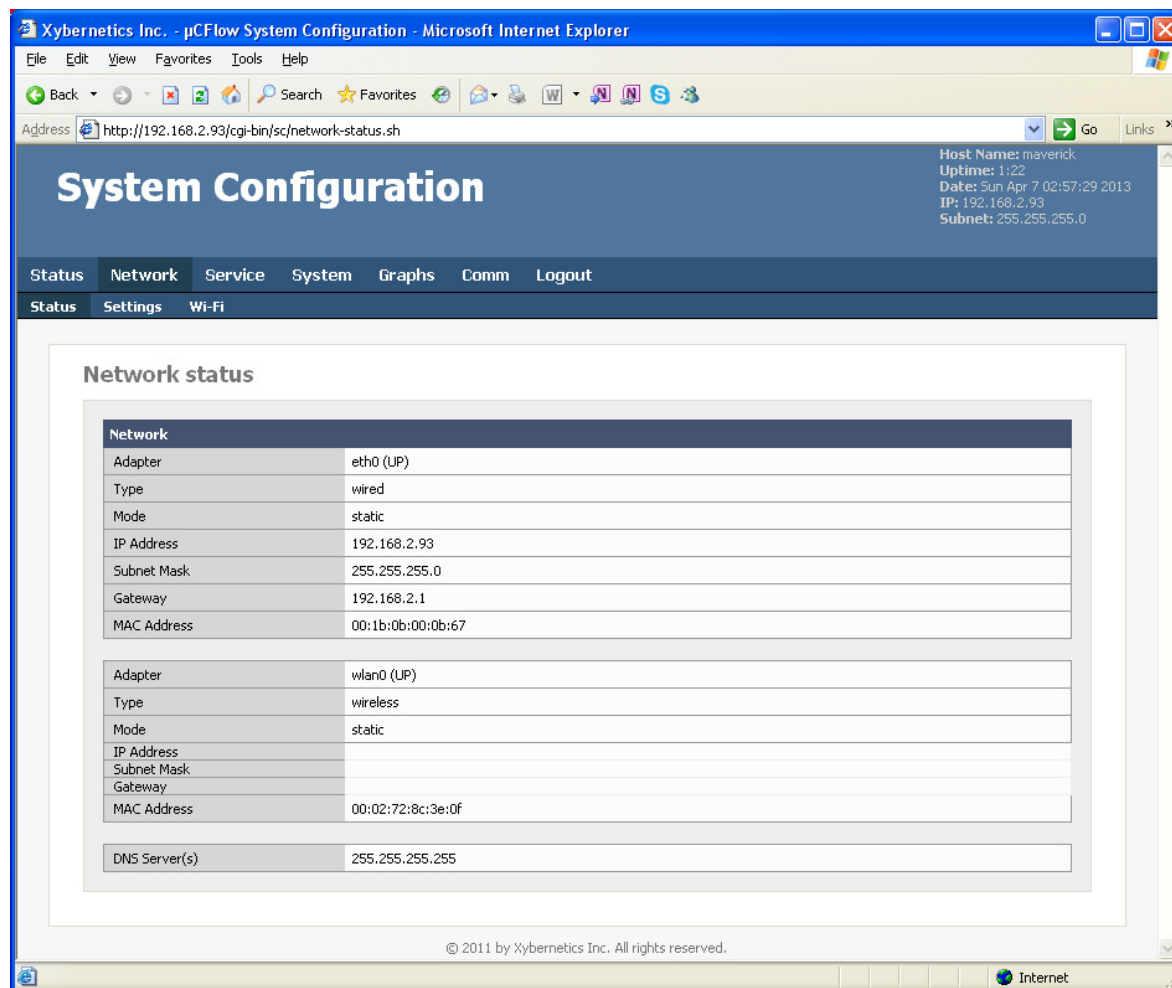 Xybernetics Inc. - µCFlow System Configuration - Microsoft Internet Explorer
File Edit View Favorites Tools Help
Back Search Favorites
Address http://192.168.2.93/cgi-bin/sc/network-status.sh Go Links »
System Configuration
Host Name: maverick
Uptime: 1:22
Date: Sun Apr 7 02:57:29 2013
IP: 192.168.2.93
Subnet: 255.255.255.0
Status Network Service System Graphs Comm Logout
Status Settings Wi-Fi
Network status
Network
Adapter eth0 (UP)
Type wired
Mode static
IP Address 192.168.2.93
Subnet Mask 255.255.255.0
Gateway 192.168.2.1
MAC Address 00:1b:0b:00:0b:67
Adapter wlan0 (UP)
Type wireless
Mode static
IP Address
Subnet Mask
Gateway
MAC Address 00:02:72:8c:3e:0f
DNS Server(s) 255.255.255.255
© 2011 by Xybernetics Inc. All rights reserved.
Internet